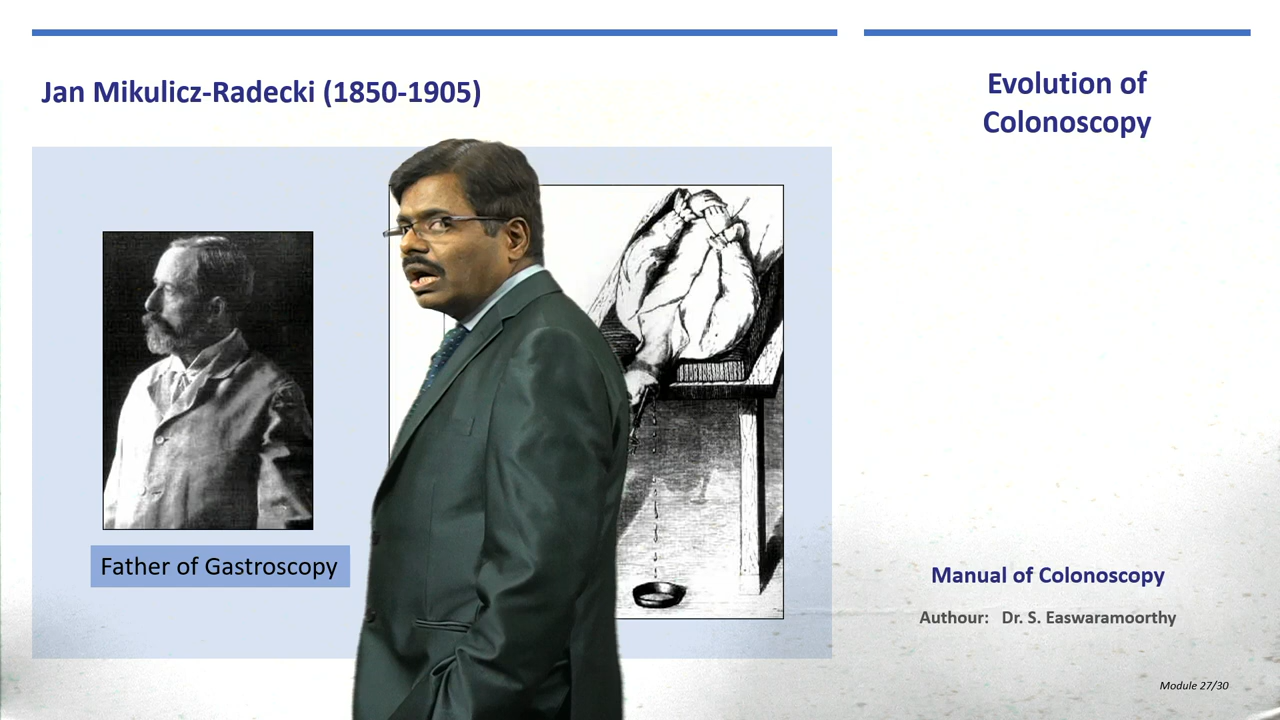 Jan Mikulicz-Radecki (1850-1905)
Father of Gastroscopy
Evolution of
Colonoscopy
Manual of Colonoscopy
Authour: Dr. S. Easwaramoorthy
Module 27/30